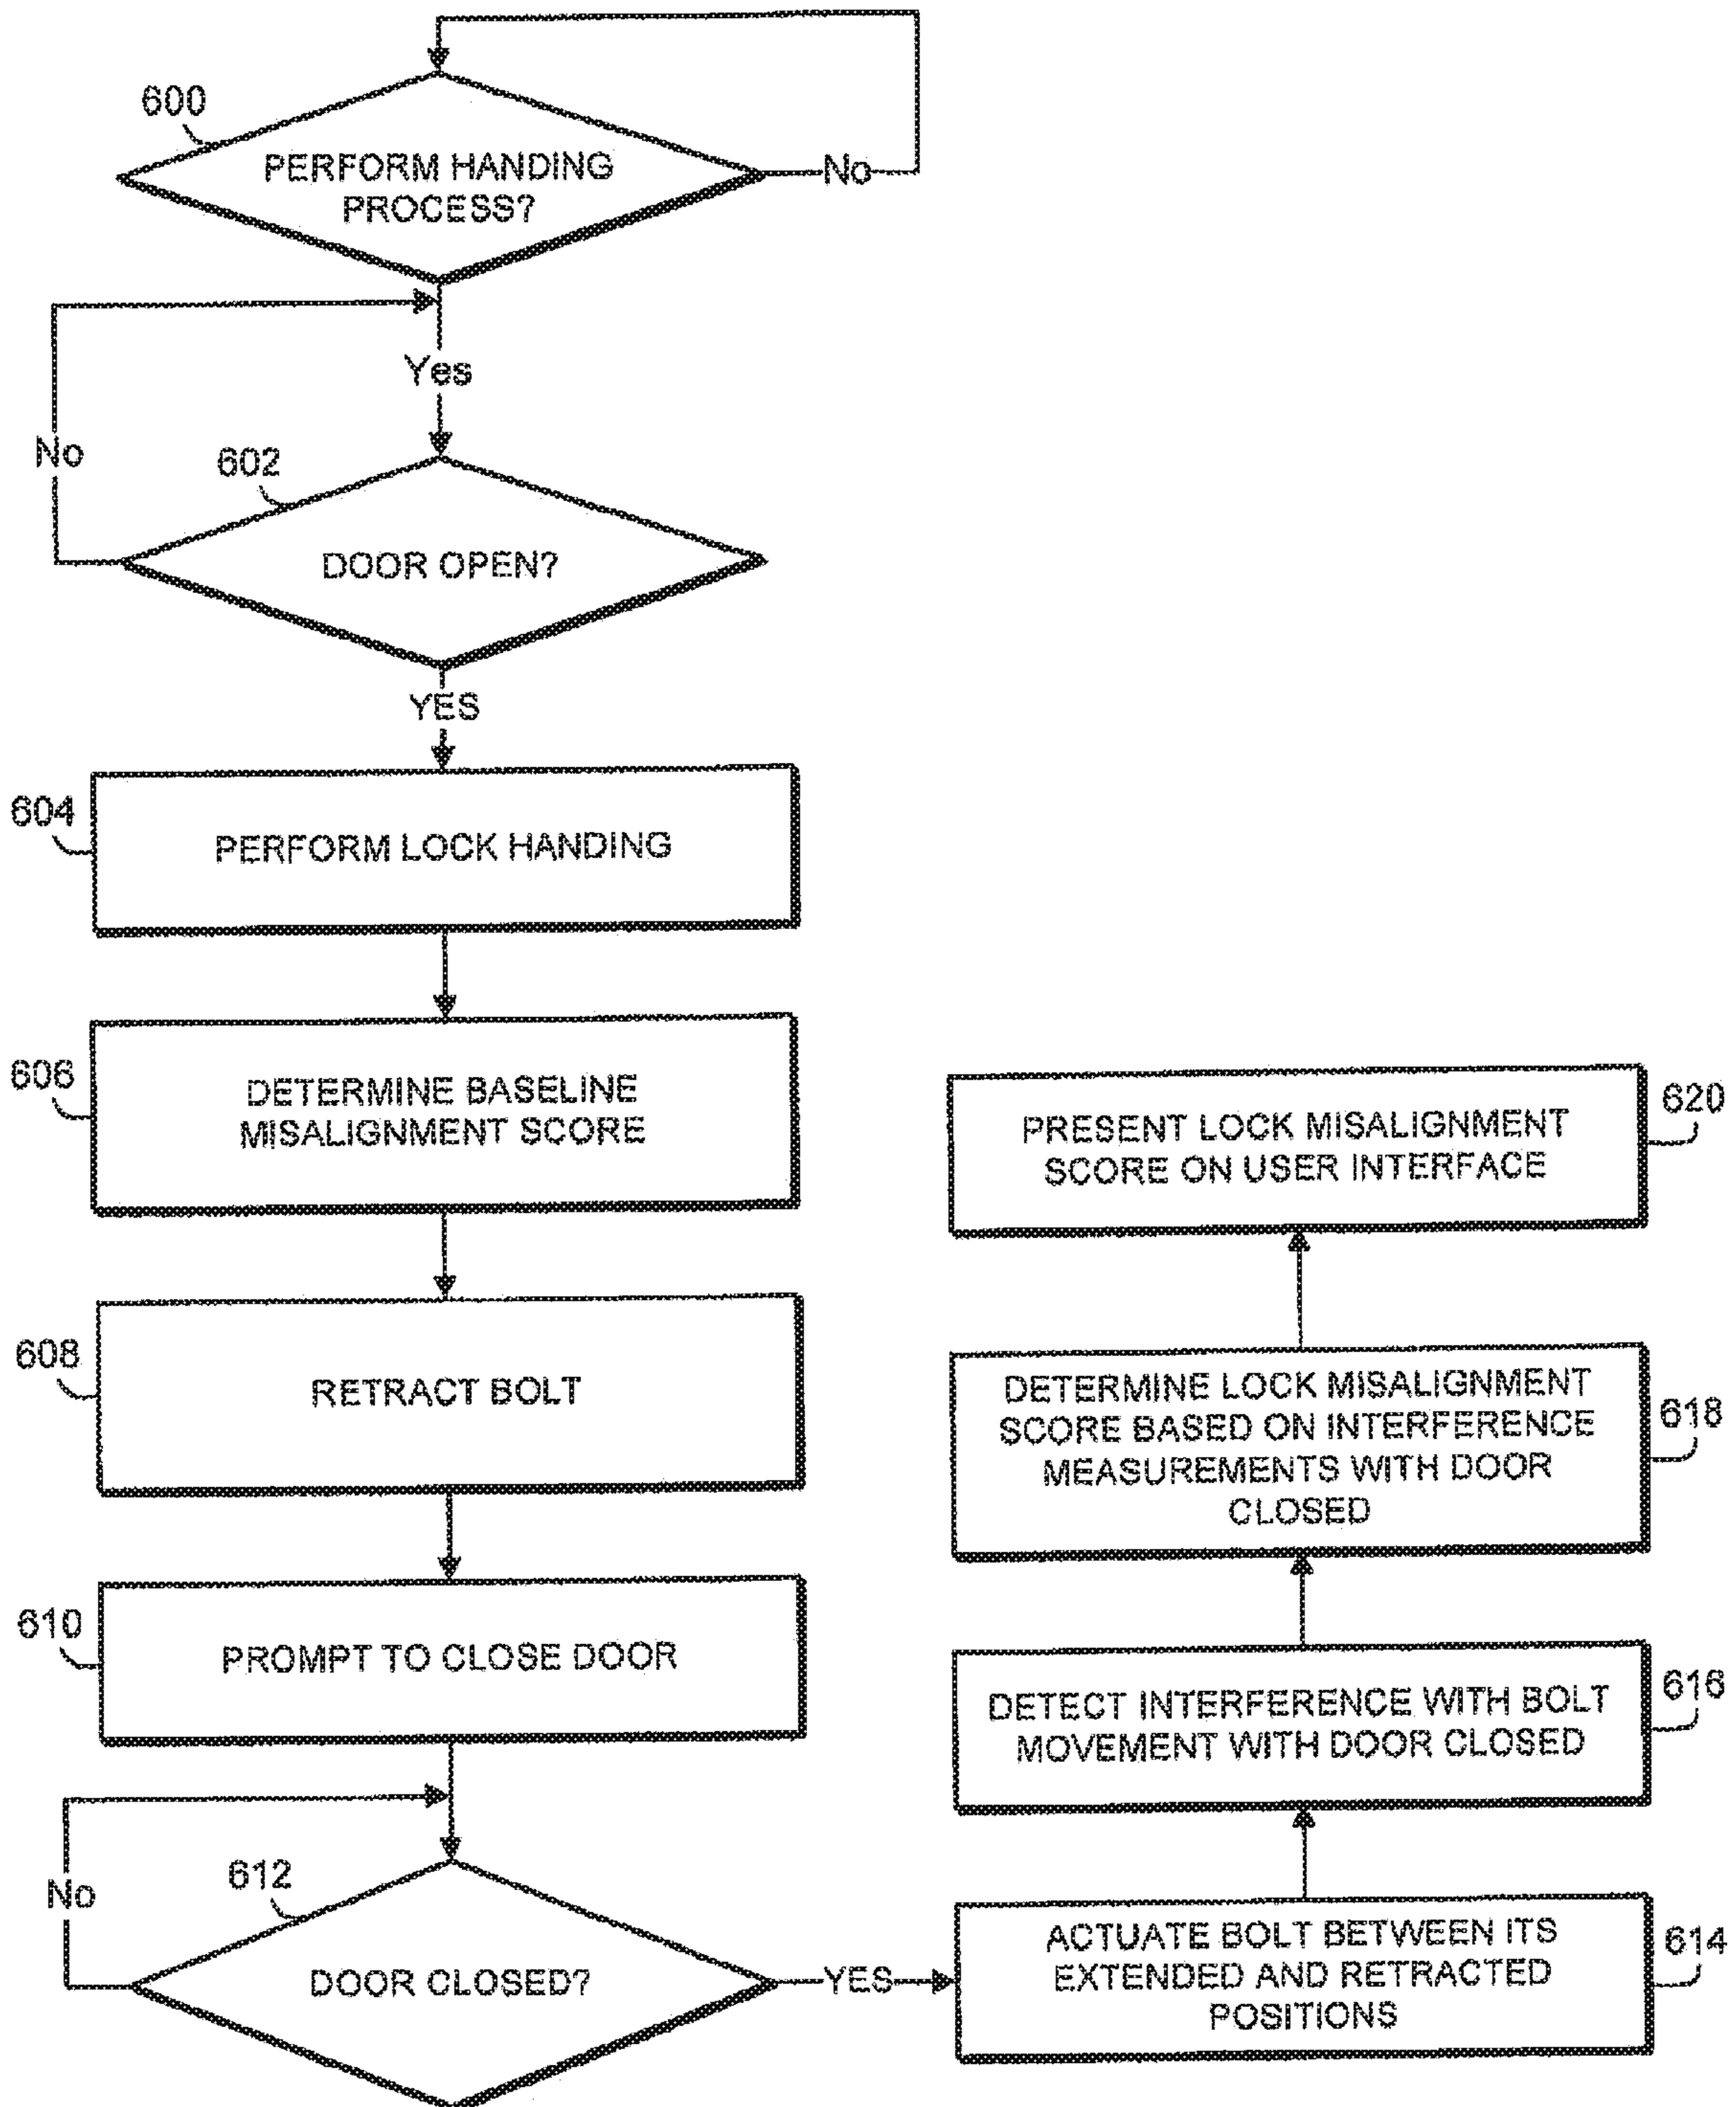 600
PERFORM HANDING
PROCESS?
No
Yes
No
602
DOOR OPEN?
YES
604
PERFORM LOCK HANDING
606
DETERMINE BASELINE
MISALIGNMENT SCORE
608
RETRACT BOLT
610
PROMPT TO CLOSE DOOR
612
No
DOOR CLOSED?
YES
ACTUATE BOLT BETWEEN ITS
EXTENDED AND RETRACTED
POSITIONS
614
DETECT INTERFERENCE WITH BOLT
MOVEMENT WITH DOOR CLOSED
616
DETERMINE LOCK MISALIGNMENT
SCORE BASED ON INTERFERENCE
MEASUREMENTS WITH DOOR
CLOSED
618
PRESENT LOCK MISALIGNMENT
SCORE ON USER INTERFACE
620